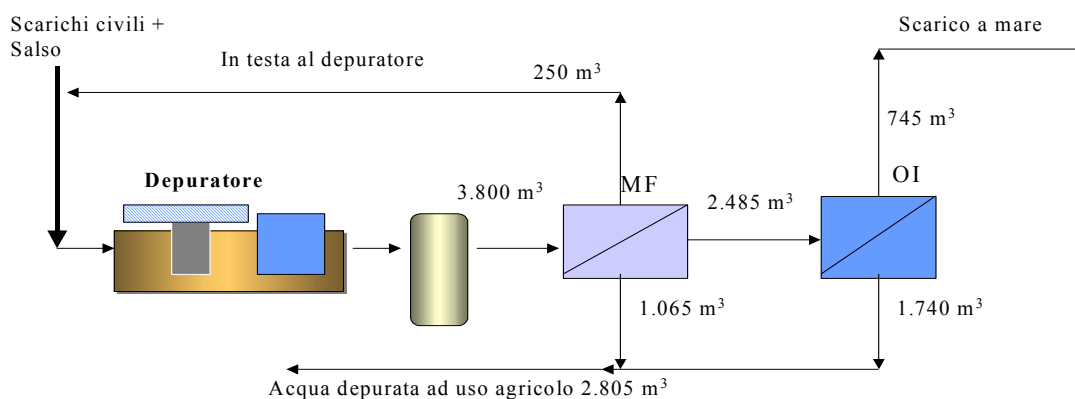 Scarichi civili +
Salso
Scarico a mare
In testa al depuratore
250 m³
745 m³
Depuratore
3.800 m³
MF
2.485 m³
OI
1.065 m³
1.740 m³
Acqua depurata ad uso agricolo 2.805 m³